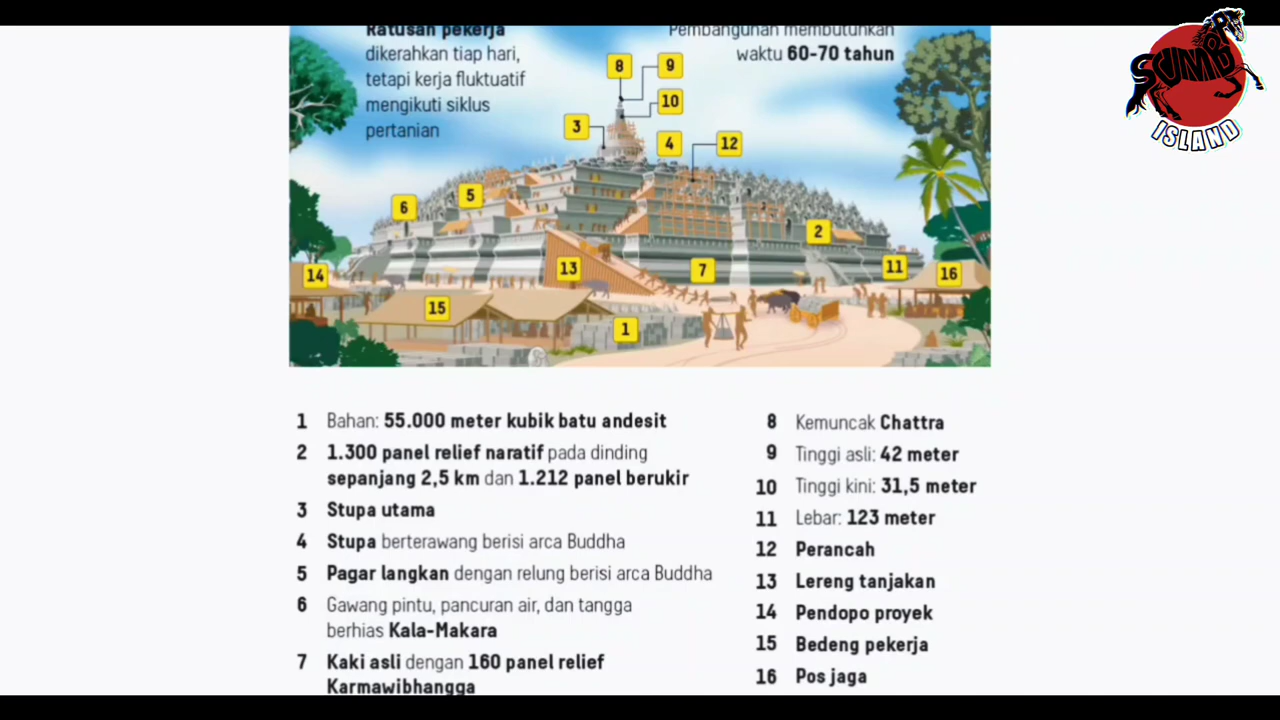 Ratusan pekerja
dikerahkan tiap hari,
tetapi kerja fluktuatif
mengikuti siklus
pertanian
Pembangunan membutuhkan
waktu 60-70 tahun
8
9
10
3
4
12
5
6
2
11
13
7
14
16
15
1
SUMBA
ISLAND
1 Bahan: 55.000 meter kubik batu andesit
2 1.300 panel relief naratif pada dinding
sepanjang 2,5 km dan 1.212 panel berukir
3 Stupa utama
4 Stupa berterawang berisi arca Buddha
5 Pagar langkan dengan relung berisi arca Buddha
6 Gawang pintu, pancuran air, dan tangga
berhias Kala-Makara
7 Kaki asli dengan 160 panel relief
Karmawibhangga
8 Kemuncak Chattra
9 Tinggi asli: 42 meter
10 Tinggi kini: 31,5 meter
11 Lebar: 123 meter
12 Perancah
13 Lereng tanjakan
14 Pendopo proyek
15 Bedeng pekerja
16 Pos jaga